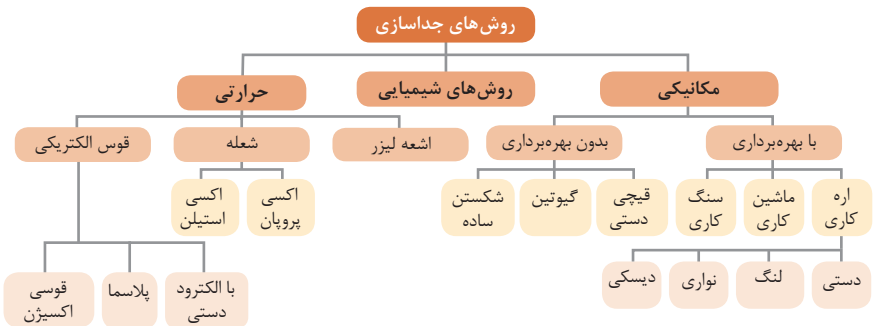 روش‌های جداسازی
مکانیکی
روش‌های شیمیایی
حرارتی
با بهره‌برداری
بدون بهره‌برداری
اشعه لیزر
شعله
قوس الکتریکی
اره
کاری
ماشین
کاری
سنگ
کاری
قیچی
دستی
گیوتین
شکستن
ساده
اکسی
پروپان
اکسی
استیلن
دستی
لنگ
نواری
دیسکی
با الکترود
دستی
پلاسما
قوسی
اکسیژن